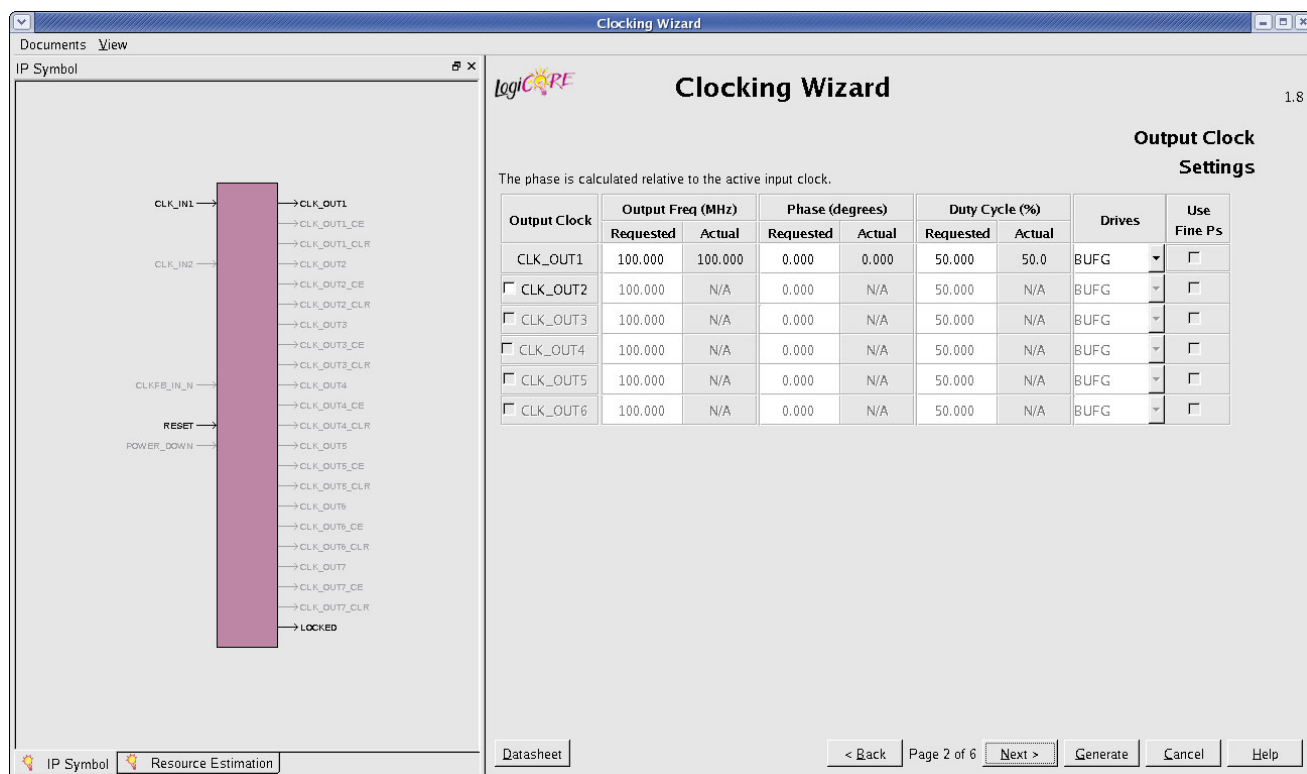 Clocking Wizard
Documents View
IP Symbol
CLK_IN1
CLK_IN2
CLKFB_IN_N
RESET
POWER_DOWN
CLK_OUT1
CLK_OUT1_CE
CLK_OUT1_CLR
CLK_OUT2
CLK_OUT2_CE
CLK_OUT2_CLR
CLK_OUT3
CLK_OUT3_CE
CLK_OUT3_CLR
CLK_OUT4
CLK_OUT4_CE
CLK_OUT4_CLR
CLK_OUT5
CLK_OUT5_CE
CLK_OUT5_CLR
CLK_OUT6
CLK_OUT6_CE
CLK_OUT6_CLR
CLK_OUT7
CLK_OUT7_CE
CLK_OUT7_CLR
LOCKED
IP Symbol Resource Estimation
LogiCORE
Clocking Wizard
1.8
Output Clock
Settings
The phase is calculated relative to the active input clock.
Output Clock Output Freq (MHz) Phase (degrees) Duty Cycle (%) Drives Use Fine Ps
Requested Actual Requested Actual Requested Actual
CLK_OUT1 100.000 100.000 0.000 0.000 50.000 50.0 BUFG
CLK_OUT2 100.000 N/A 0.000 N/A 50.000 N/A BUFG
CLK_OUT3 100.000 N/A 0.000 N/A 50.000 N/A BUFG
CLK_OUT4 100.000 N/A 0.000 N/A 50.000 N/A BUFG
CLK_OUT5 100.000 N/A 0.000 N/A 50.000 N/A BUFG
CLK_OUT6 100.000 N/A 0.000 N/A 50.000 N/A BUFG
Datasheet < Back Page 2 of 6 Next > Generate Cancel Help